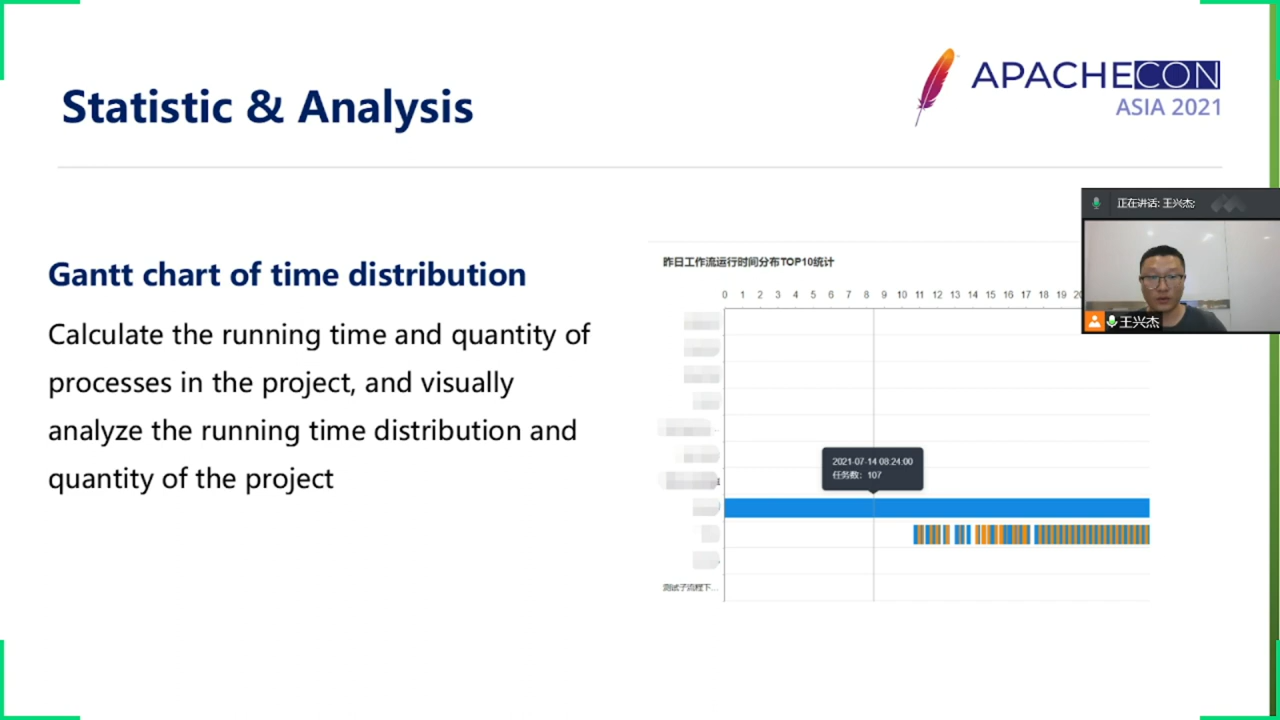 Statistic & Analysis
APACHECON
ASIA 2021
正在讲话: 王兴杰;
王兴杰
Gantt chart of time distribution
Calculate the running time and quantity of
processes in the project, and visually
analyze the running time distribution and
quantity of the project
昨日工作流运行时间分布TOP10统计
0 1 2 3 4 5 6 7 8 9 10 11 12 13 14 15 16 17 18 19
2021-07-14 08:24:00
任务数: 107
测试子流程下...